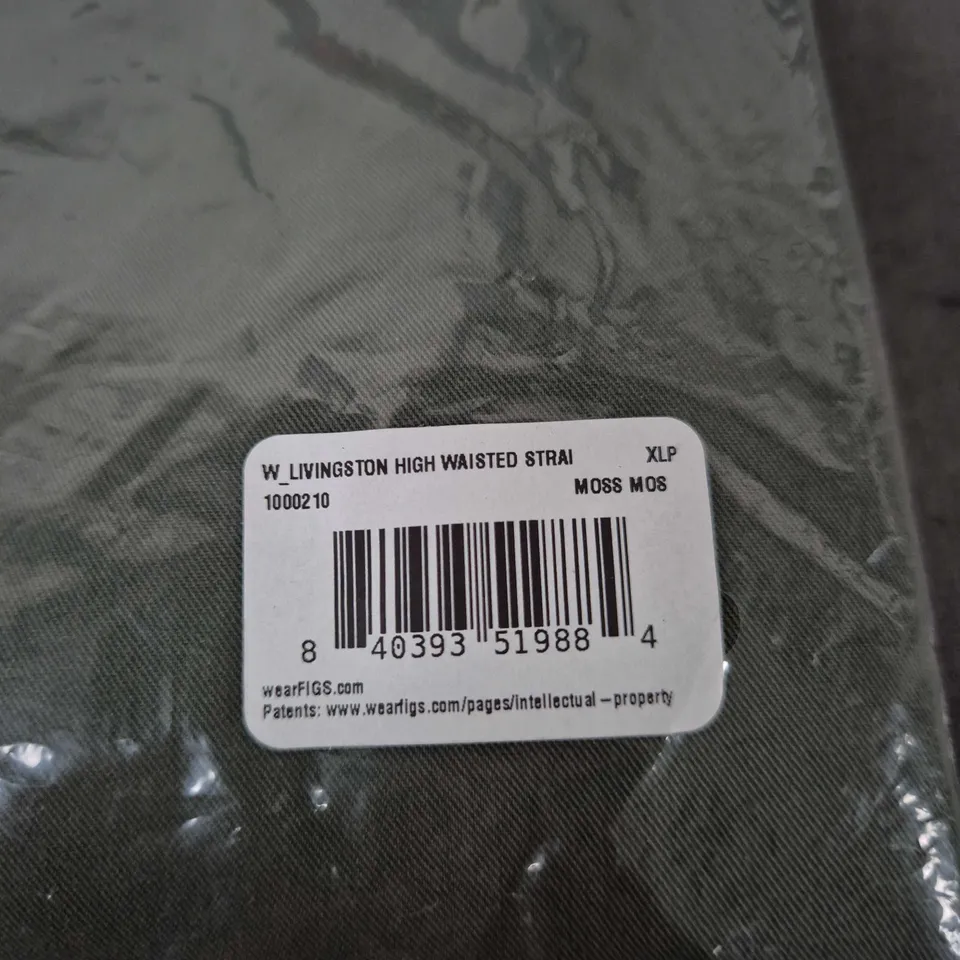 W_LIVINGSTON HIGH WAISTED STRAI XLP
1000210 MOSS MOS
8 40393 51988 4
wearFIGS.com
Patents: www.wearfigs.com/pages/intellectual-property